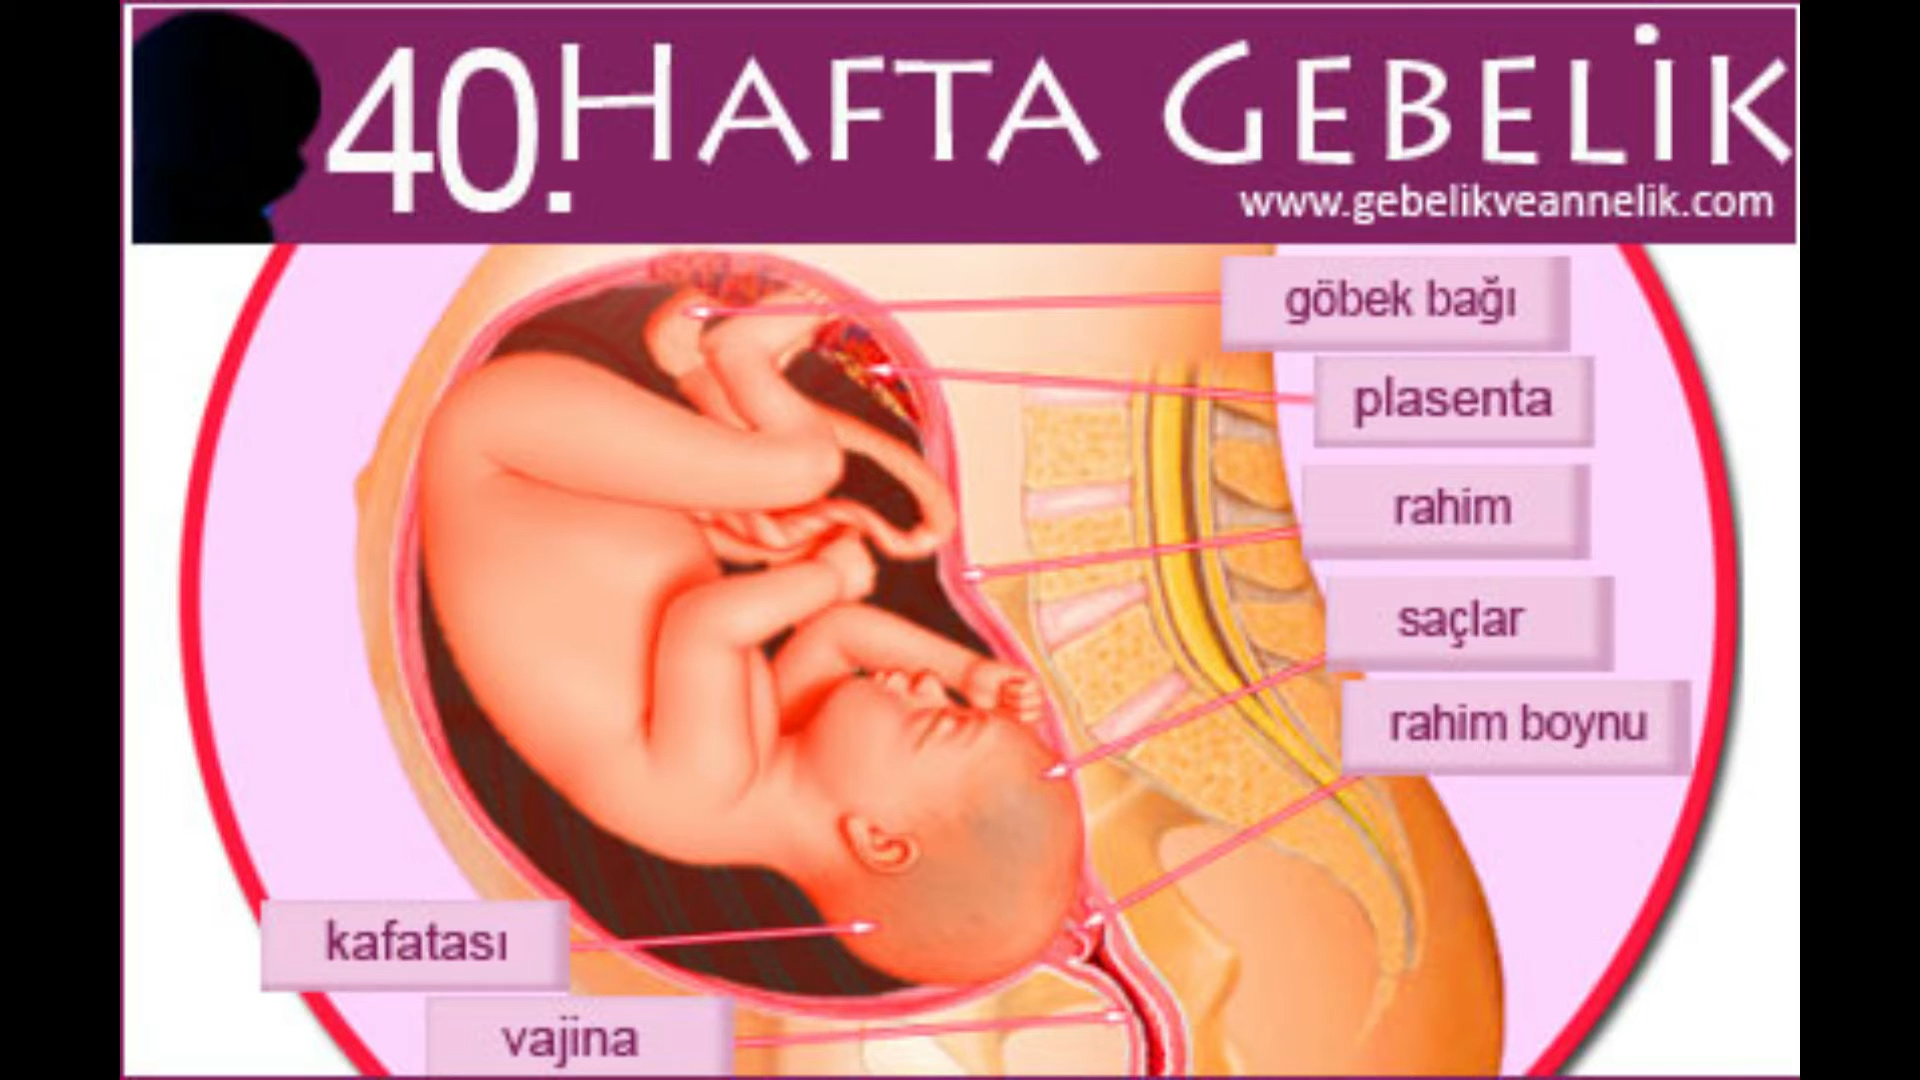 40.HAFTA GEBELİK
www.gebelikveannelik.com
göbek bağı
plasenta
rahim
saçlar
rahim boynu
kafatası
vajina